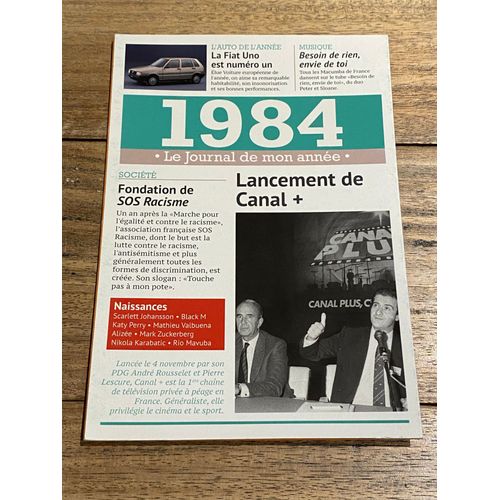 L'AUTO DE L'ANNÉE
La Fiat Uno
est numéro un
Élue Voiture européenne de
l'année, on aime sa remarquable
habitabilité, son insonorisation
et ses bonnes performances.
MUSIQUE
Besoin de rien,
envie de toi
Tous les Macumba de France
dansent sur le tube «Besoin de
rien, envie de toi», du duo
Peter et Sloane.
1984
• Le Journal de mon année •
SOCIÉTÉ
Fondation de
SOS Racisme
Un an après la «Marche pour
l'égalité et contre le racisme»,
l'association française SOS
Racisme, dont le but est la
lutte contre le racisme,
l'antisémitisme et plus
généralement toutes les
formes de discrimination, est
créée. Son slogan : «Touche
pas à mon pote».
Naissances
Scarlett Johansson • Black M
Katy Perry • Mathieu Valbuena
Alizée • Mark Zuckerberg
Nikola Karabatic • Rio Mavuba
Lancée le 4 novembre par son
PDG André Rousselet et Pierre
Lescure, Canal + est la 1ère chaîne
de télévision privée à péage en
France. Généraliste, elle
privilégie le cinéma et le sport.
Lancement de
Canal +
CANAL
PLUS
CANAL PLUS, C